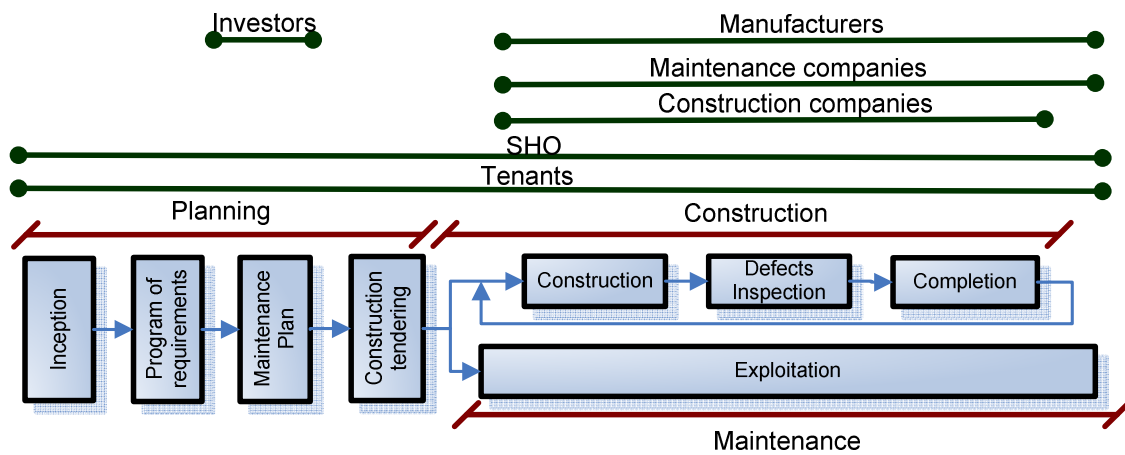 Investors
Manufacturers
Maintenance companies
Construction companies
SHO
Tenants
Planning
Construction
Inception
Program of
requirements
Maintenance
Plan
Construction
tendering
Construction
Defects
Inspection
Completion
Exploitation
Maintenance